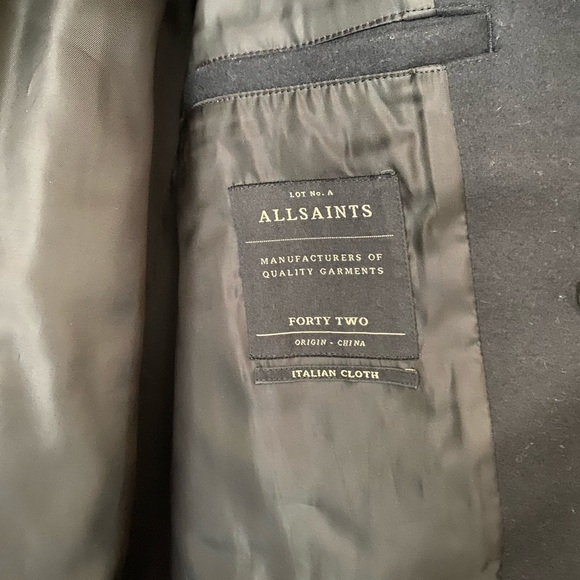 LOT No. A
ALLSAINTS
MANUFACTURERS OF
QUALITY GARMENTS
FORTY TWO
ORIGIN - CHINA
ITALIAN CLOTH